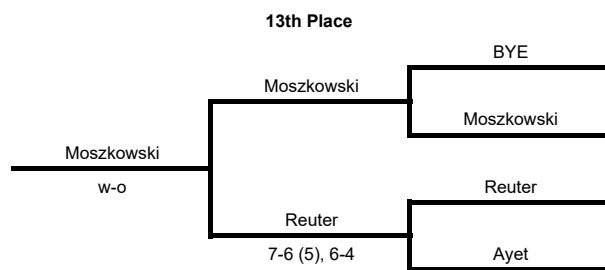 13th Place
BYE
Moszkowski
Moszkowski
Moszkowski
w-o
Reuter
Reuter
7-6 (5), 6-4
Ayet